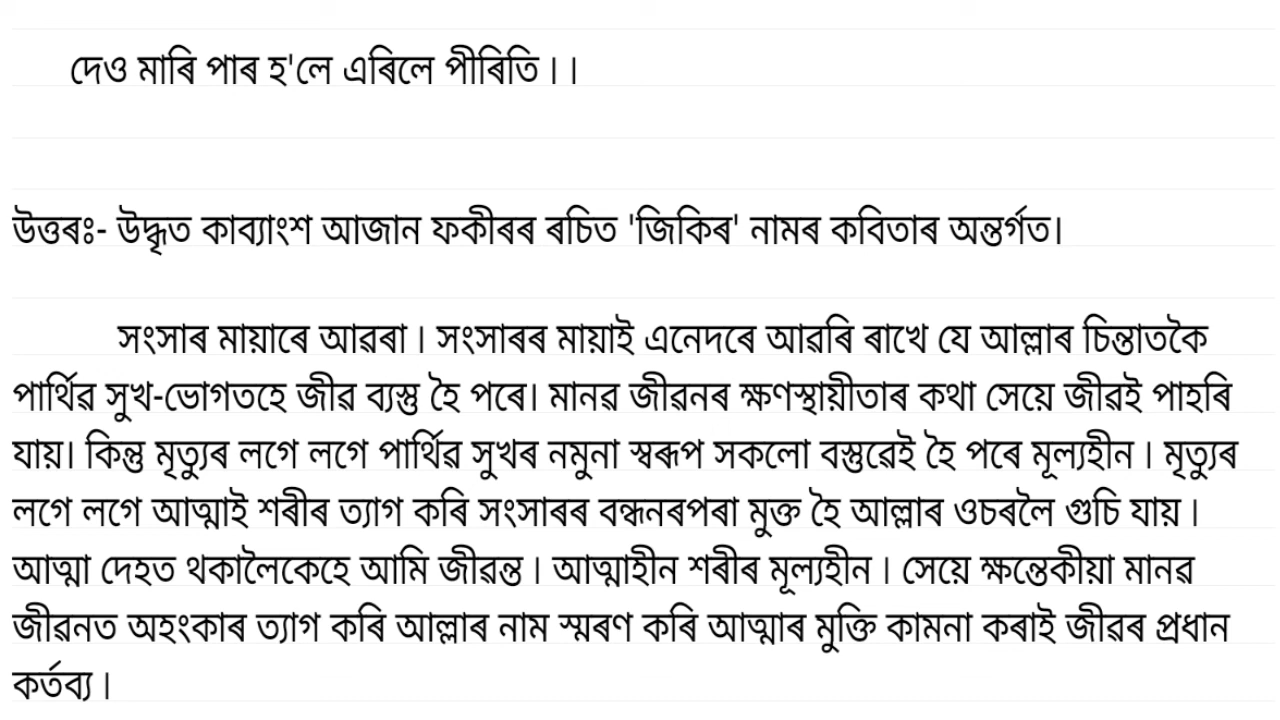 দেও মাৰি পাৰ হ'লে এৰিলে পীৰিতি ।।
উত্তৰঃ- উদ্ধৃত কাব্যাংশ আজান ফকীৰৰ ৰচিত 'জিকিৰ' নামৰ কবিতাৰ অন্তৰ্গত।
সংসাৰ মায়াৰে আৱৰা । সংসাৰৰ মায়াই এনেদৰে আৱৰি ৰাখে যে আল্লাৰ চিন্তাতকৈ
পাৰ্থিৱ সুখ-ভোগতহে জীৱ ব্যস্ত হৈ পৰে। মানৱ জীৱনৰ ক্ষণস্থায়ীতাৰ কথা সেয়ে জীৱই পাহৰি
যায়। কিন্তু মৃত্যুৰ লগে লগে পাৰ্থিৱ সুখৰ নমুনা স্বৰূপ সকলো বস্তুৱেই হৈ পৰে মূল্যহীন । মৃত্যুৰ
লগে লগে আত্মাই শৰীৰ ত্যাগ কৰি সংসাৰৰ বন্ধনৰপৰা মুক্ত হৈ আল্লাৰ ওচৰলৈ গুচি যায় ।
আত্মা দেহত থকালৈকেহে আমি জীৱন্ত । আত্মাহীন শৰীৰ মূল্যহীন । সেয়ে ক্ষন্তেকীয়া মানৱ
জীৱনত অহংকাৰ ত্যাগ কৰি আল্লাৰ নাম স্মৰণ কৰি আত্মাৰ মুক্তি কামনা কৰাই জীৱৰ প্ৰধান
কৰ্তব্য ।